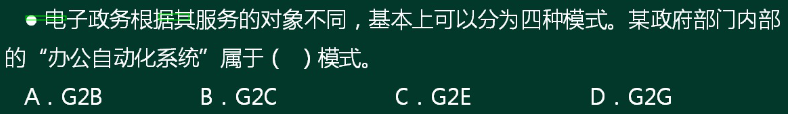 ● 电子政务根据其服务的对象不同，基本上可以分为四种模式。某政府部门内部
的“办公自动化系统”属于（　）模式。
A．G2B B．G2C C．G2E D．G2G